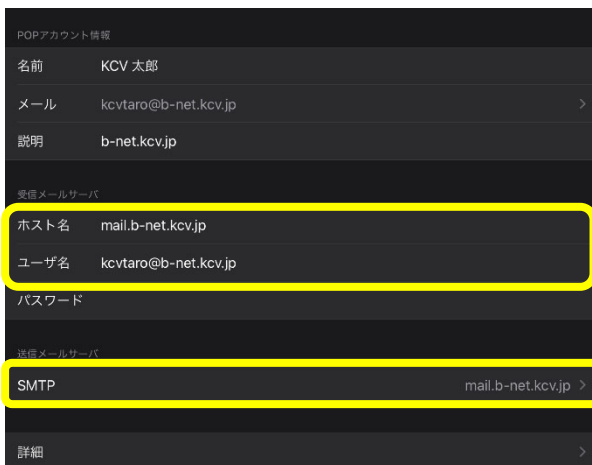 POPアカウント情報
名前 KCV 太郎
メール kcvtaro@b-net.kcv.jp
説明 b-net.kcv.jp
受信メールサーバ
ホスト名 mail.b-net.kcv.jp
ユーザ名 kcvtaro@b-net.kcv.jp
パスワード
送信メールサーバ
SMTP mail.b-net.kcv.jp
詳細